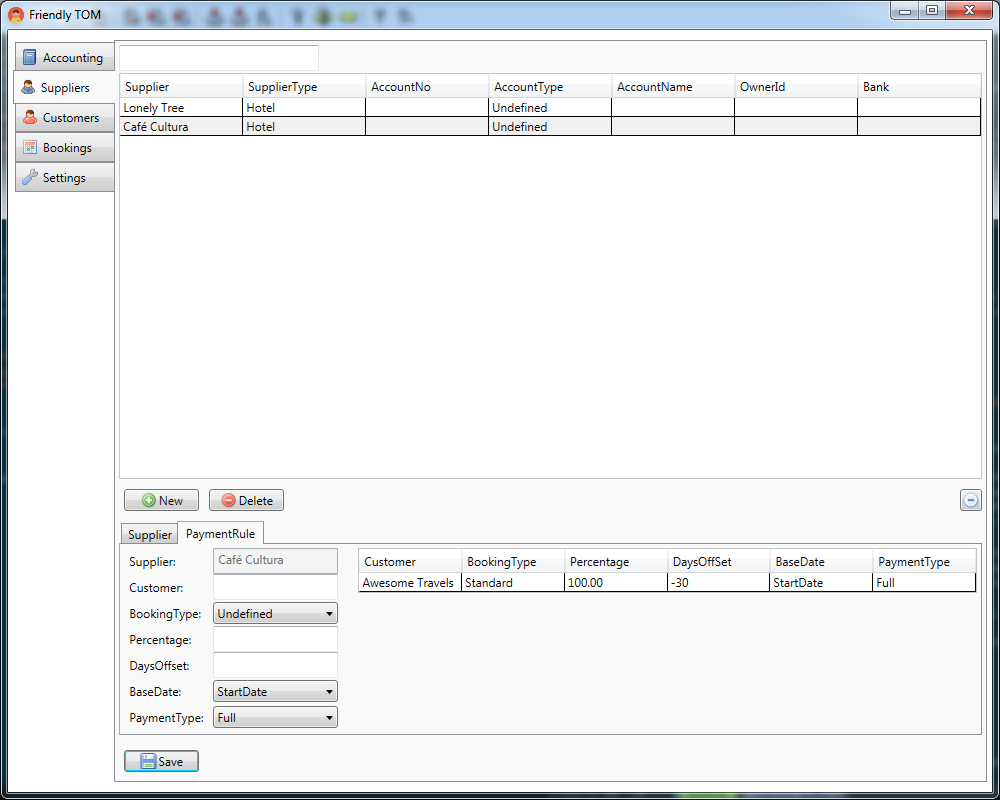 Friendly TOM
Accounting
Suppliers
Customers
Bookings
Settings
Supplier SupplierType AccountNo AccountType AccountName OwnerId Bank
Lonely Tree Hotel Undefined
Café Cultura Hotel Undefined
New Delete
Supplier PaymentRule
Supplier: Café Cultura
Customer:
BookingType: Undefined
Percentage:
DaysOffset:
BaseDate: StartDate
PaymentType: Full
Customer BookingType Percentage DaysOffSet BaseDate PaymentType
Awesome Travels Standard 100.00 -30 StartDate Full
Save